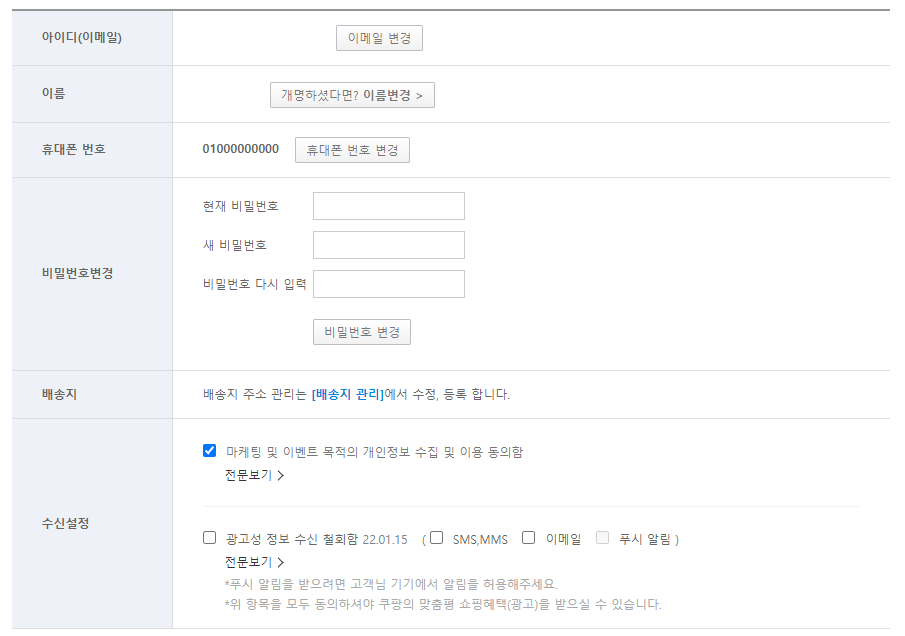 아이디(이메일)
이메일 변경
이름
개명하셨다면? 이름변경 >
휴대폰 번호
01000000000 휴대폰 번호 변경
현재 비밀번호
새 비밀번호
비밀번호변경
비밀번호 다시 입력
비밀번호 변경
배송지
배송지 주소 관리는 [배송지 관리]에서 수정, 등록 합니다.
수신설정
마케팅 및 이벤트 목적의 개인정보 수집 및 이용 동의함
전문보기 >
광고성 정보 수신 철회함 22.01.15 ( SMS,MMS 이메일 푸시 알림 )
전문보기 >
*푸시 알림을 받으려면 고객님 기기에서 알림을 허용해주세요.
*위 항목을 모두 동의하셔야 쿠팡의 맞춤평 쇼핑혜택(광고)을 받으실 수 있습니다.